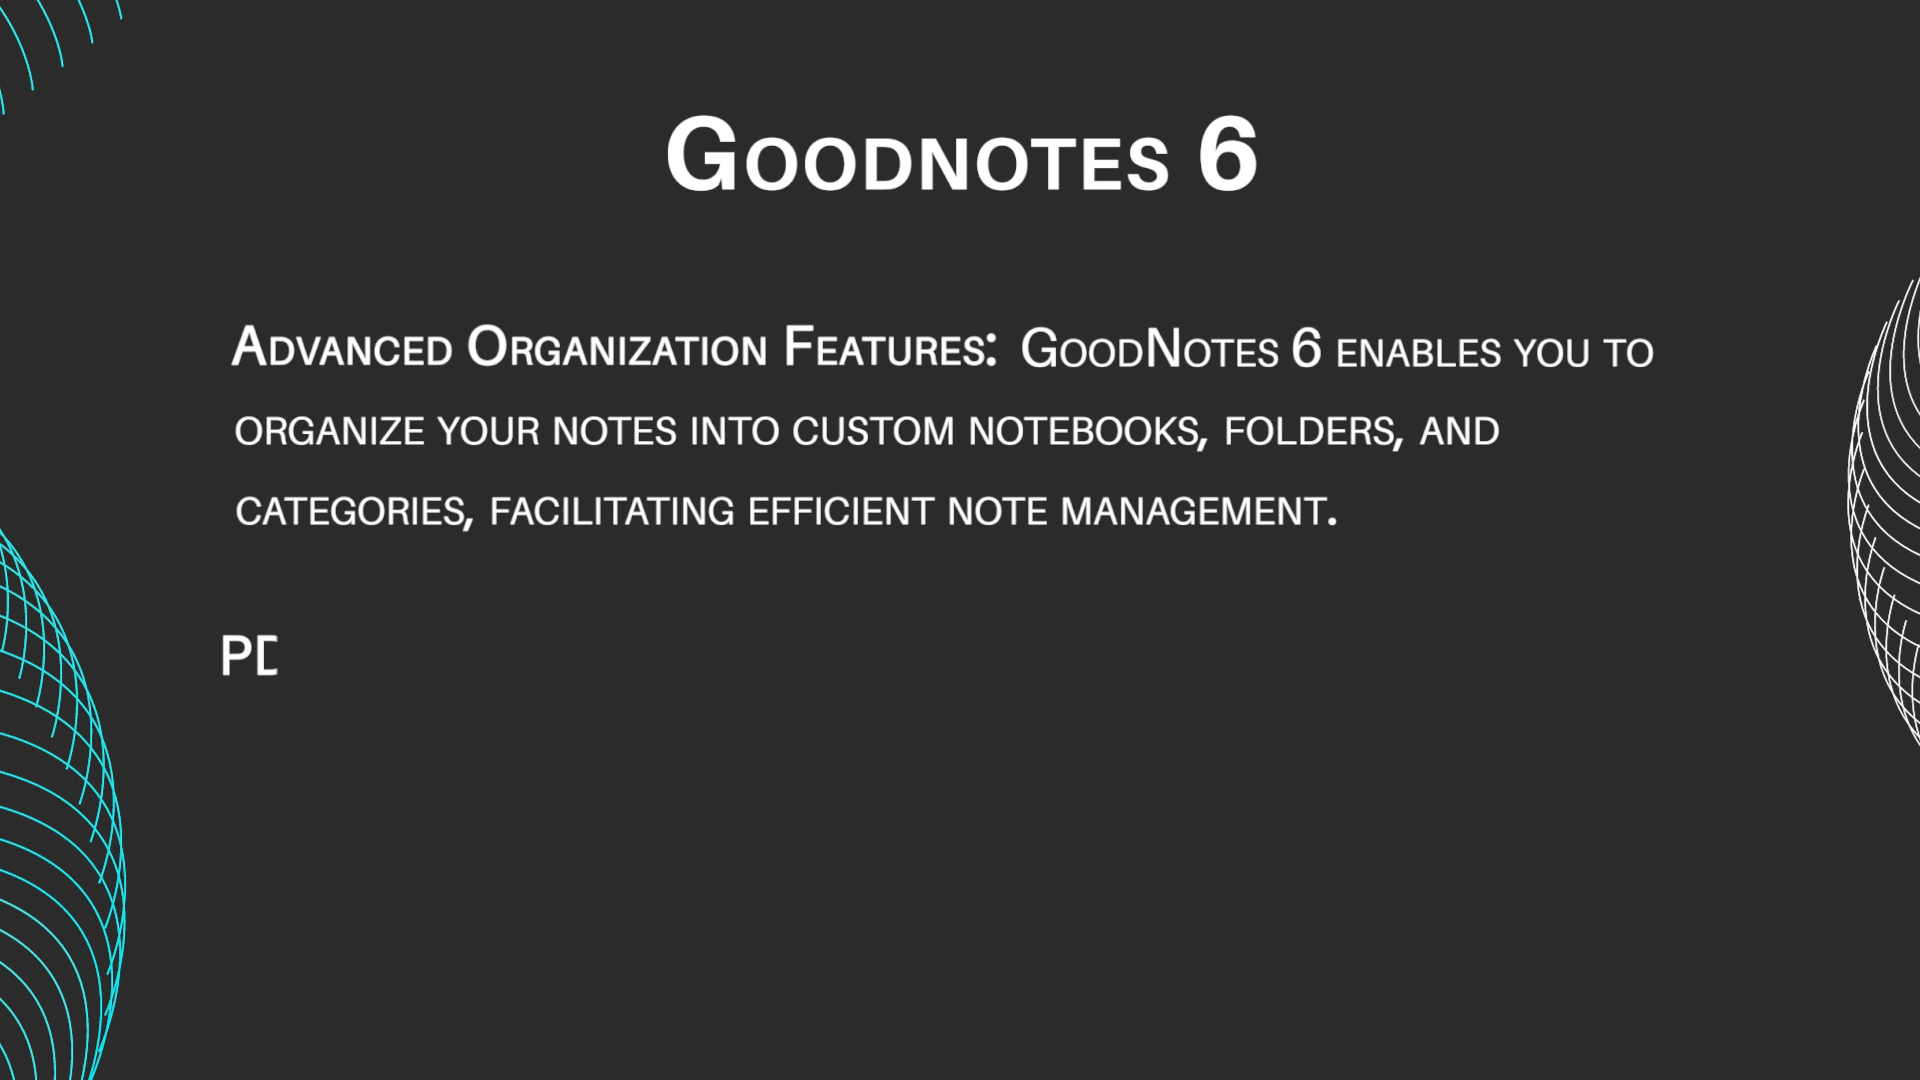 Goodnotes 6
Advanced Organization Features: GoodNotes 6 enables you to
organize your notes into custom notebooks, folders, and
categories, facilitating efficient note management.
PD